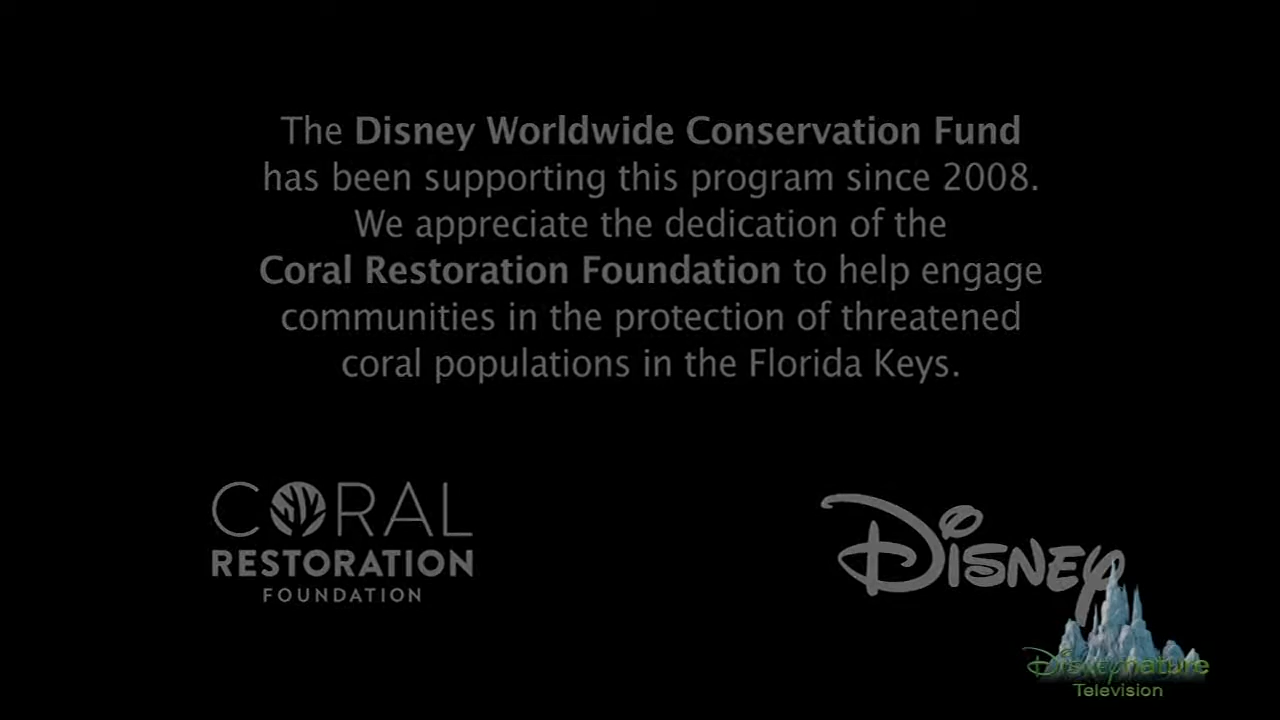 The Disney Worldwide Conservation Fund
has been supporting this program since 2008.
We appreciate the dedication of the
Coral Restoration Foundation to help engage
communities in the protection of threatened
coral populations in the Florida Keys.
CORAL
RESTORATION
FOUNDATION
Disney
Disneynature
Television